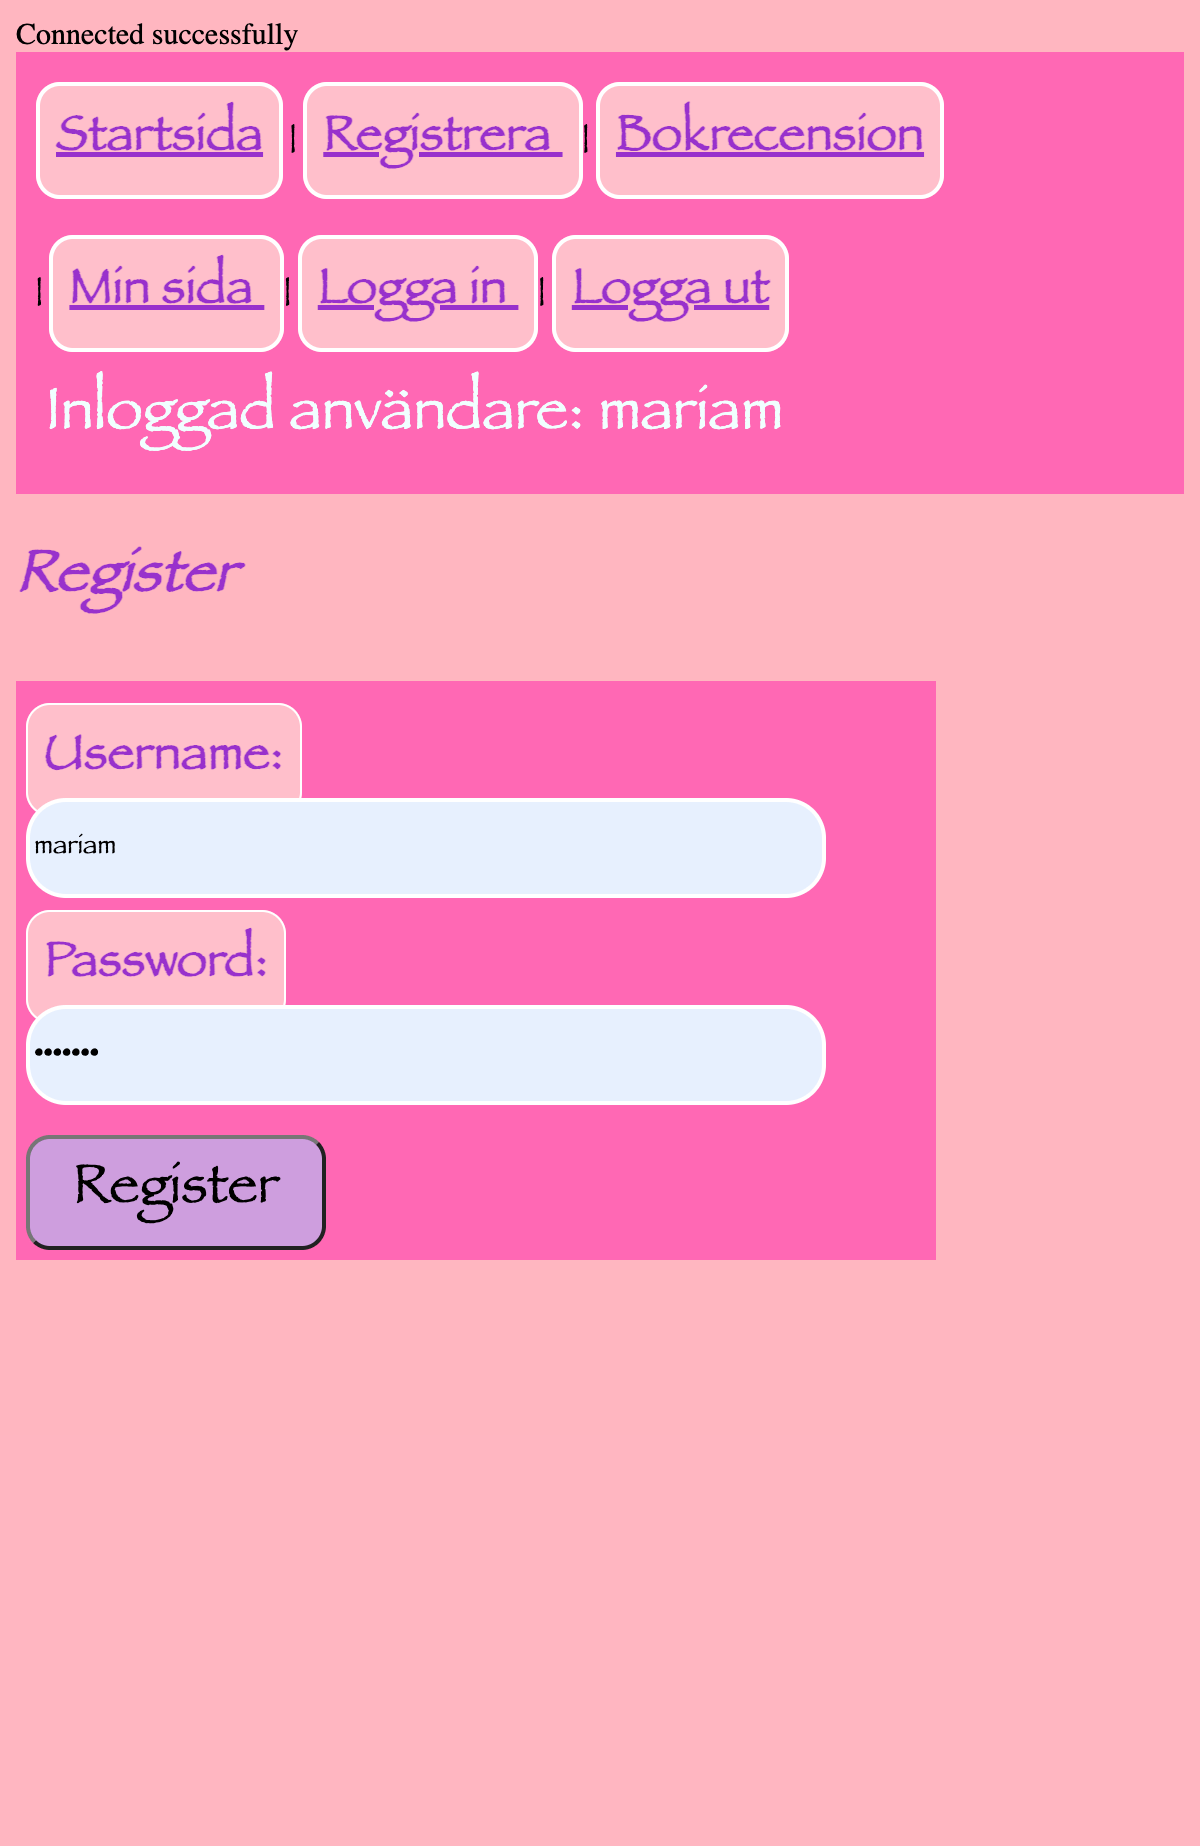 Connected successfully
Startsida | Registrera | Bokrecension
| Min sida | Logga in | Logga ut
Inloggad användare: mariam
Register
Username:
mariam
Password:
•••••••
Register